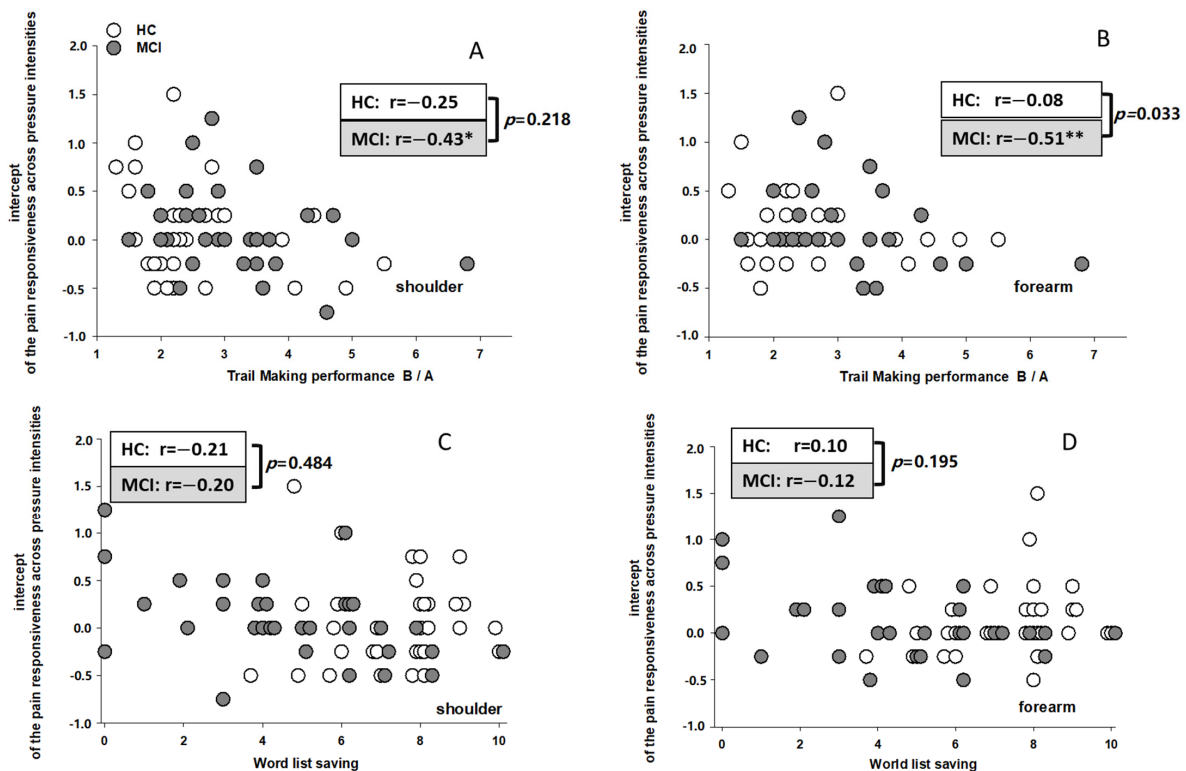 HC
MCI
A
intercept
of the pain responsiveness across pressure intensities
2.0
1.5
1.0
0.5
0.0
-0.5
-1.0
HC: r=−0.25
MCI: r=−0.43*
p=0.218
shoulder
1 2 3 4 5 6 7
Trail Making performance B / A
B
intercept
of the pain responsiveness across pressure intensities
2.0
1.5
1.0
0.5
0.0
-0.5
-1.0
HC: r=−0.08
MCI: r=−0.51**
p=0.033
forearm
1 2 3 4 5 6 7
Trail Making performance B / A
C
intercept
of the pain responsiveness across pressure intensities
2.0
1.5
1.0
0.5
0.0
-0.5
-1.0
HC: r=−0.21
MCI: r=−0.20
p=0.484
shoulder
0 2 4 6 8 10
Word list saving
D
intercept
of the pain responsiveness across pressure intensities
2.0
1.5
1.0
0.5
0.0
-0.5
-1.0
HC: r=0.10
MCI: r=−0.12
p=0.195
forearm
0 2 4 6 8 10
World list saving